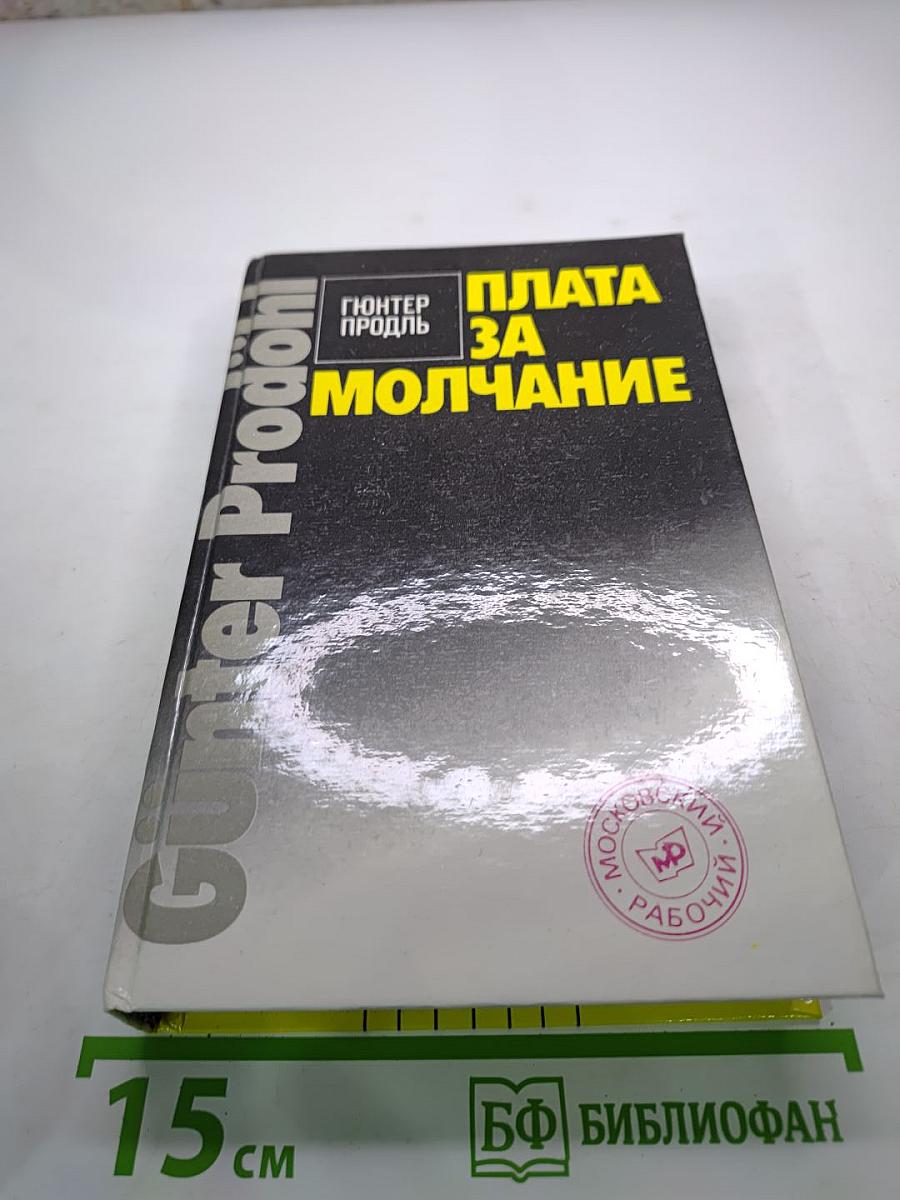 Günter Prodöhl
ГЮНТЕР
ПРОДЛЬ
ПЛАТА
ЗА
МОЛЧАНИЕ
МОСКОВСКИЙ
МР
РАБОЧИЙ
15 см
БФ БИБЛИОФАН